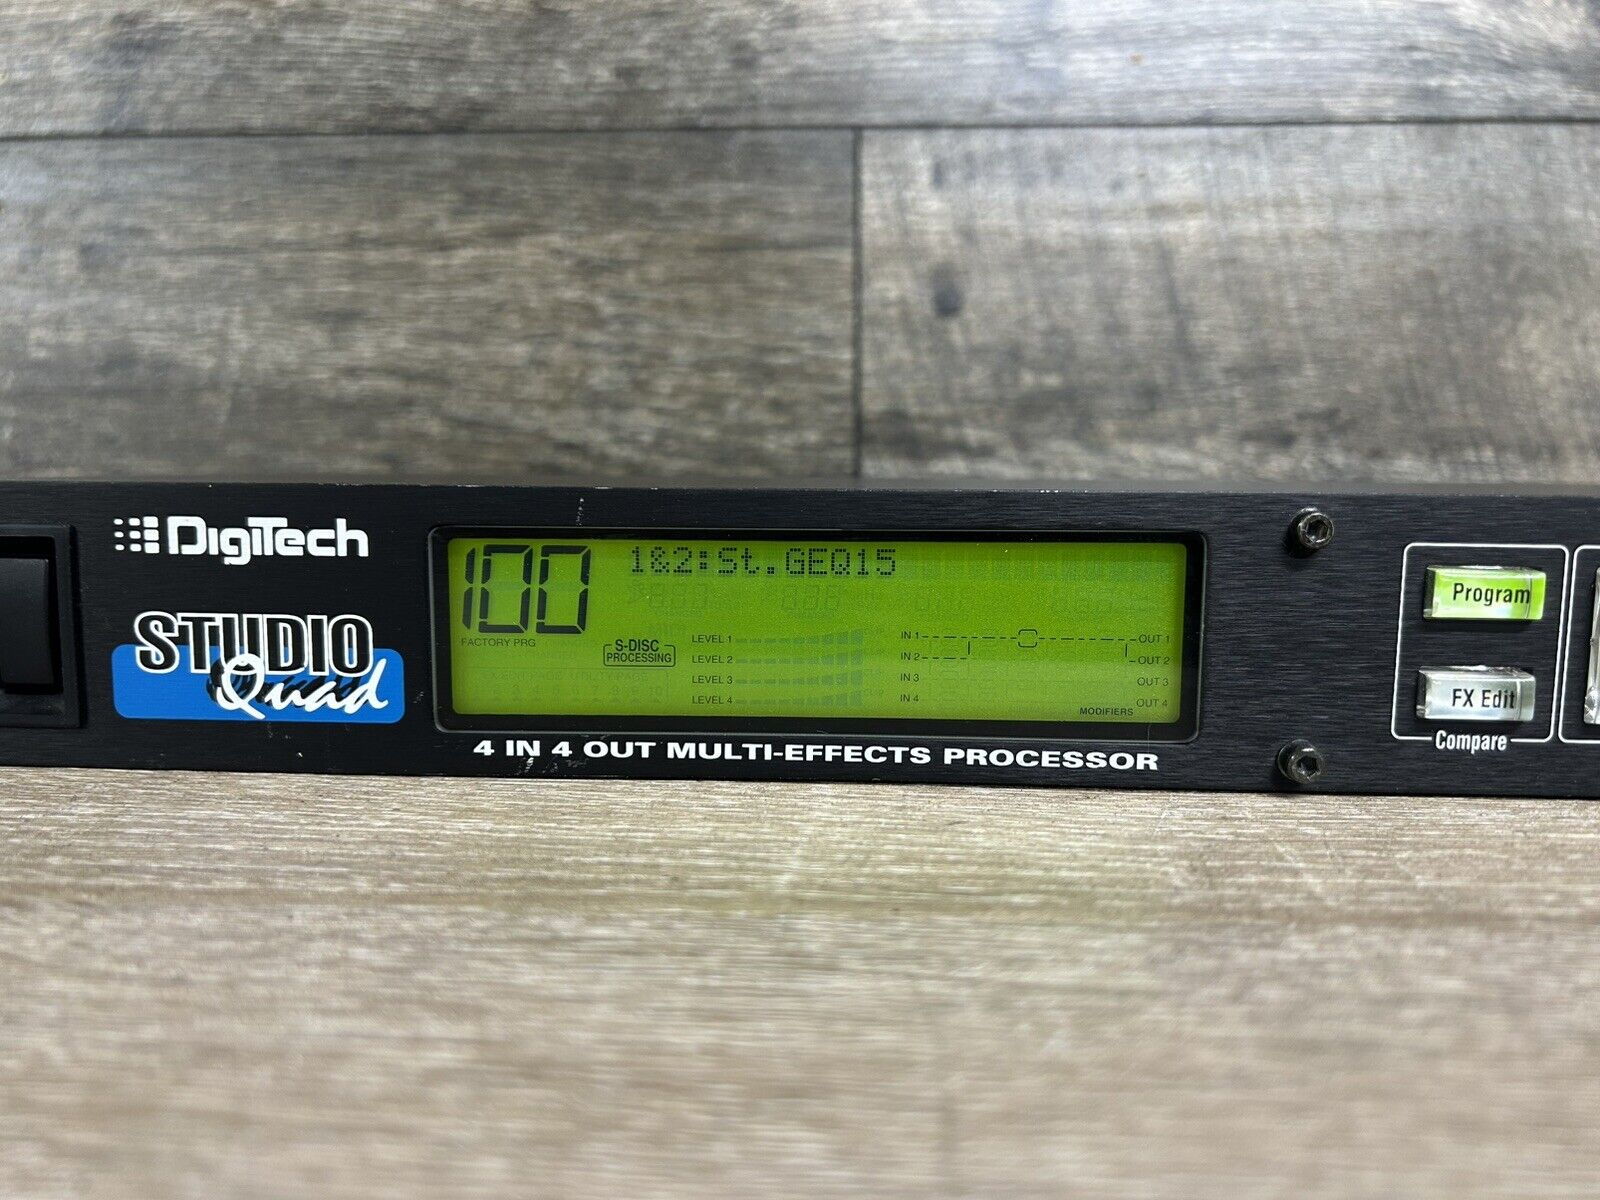 DigiTech
STUDIO
Quad
100
1&2:St.GEQ15
FACTORY PRG
S-DISC
PROCESSING
LEVEL 1
LEVEL 2
LEVEL 3
LEVEL 4
IN 1
IN 2
IN 3
IN 4
OUT 1
OUT 2
OUT 3
OUT 4
MODIFIERS
4 IN 4 OUT MULTI-EFFECTS PROCESSOR
Program
FX Edit
Compare